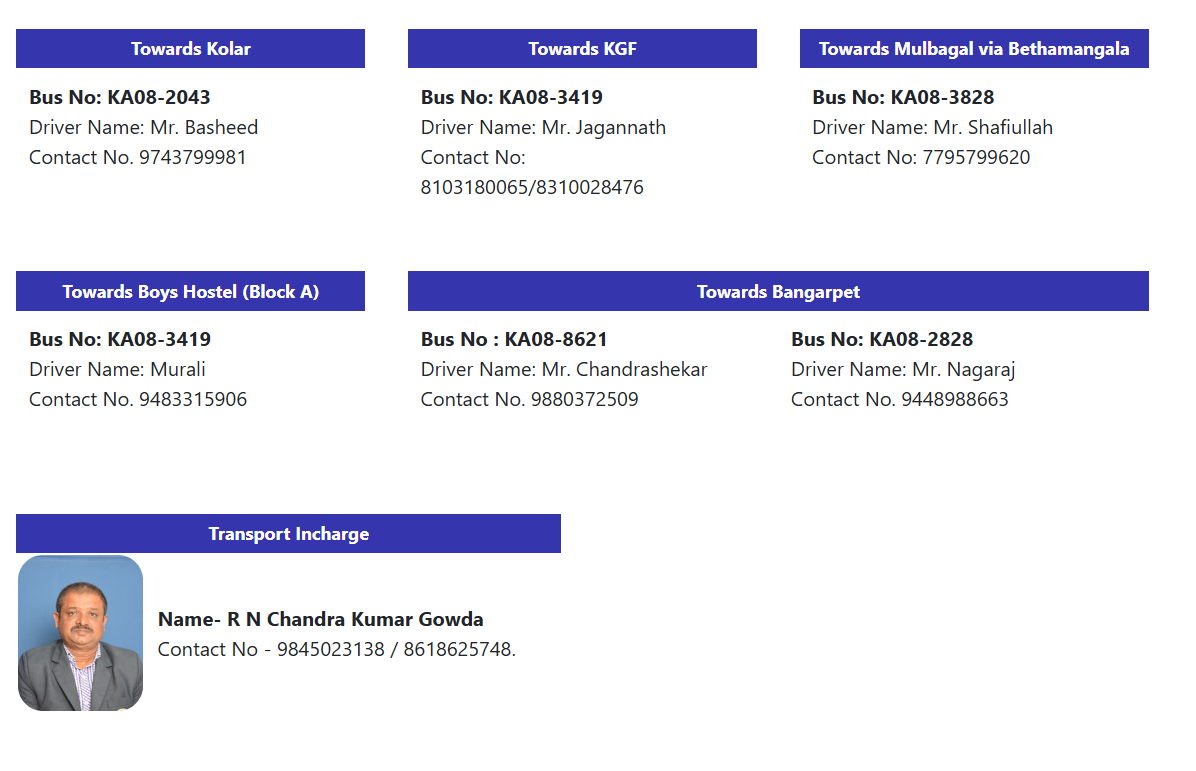 Towards Kolar
Bus No: KA08-2043
Driver Name: Mr. Basheed
Contact No. 9743799981
Towards KGF
Bus No: KA08-3419
Driver Name: Mr. Jagannath
Contact No:
8103180065/8310028476
Towards Mulbagal via Bethamangala
Bus No: KA08-3828
Driver Name: Mr. Shafiullah
Contact No: 7795799620
Towards Boys Hostel (Block A)
Bus No: KA08-3419
Driver Name: Murali
Contact No. 9483315906
Towards Bangarpet
Bus No : KA08-8621
Driver Name: Mr. Chandrashekar
Contact No. 9880372509
Bus No: KA08-2828
Driver Name: Mr. Nagaraj
Contact No. 9448988663
Transport Incharge
Name- R N Chandra Kumar Gowda
Contact No - 9845023138 / 8618625748.